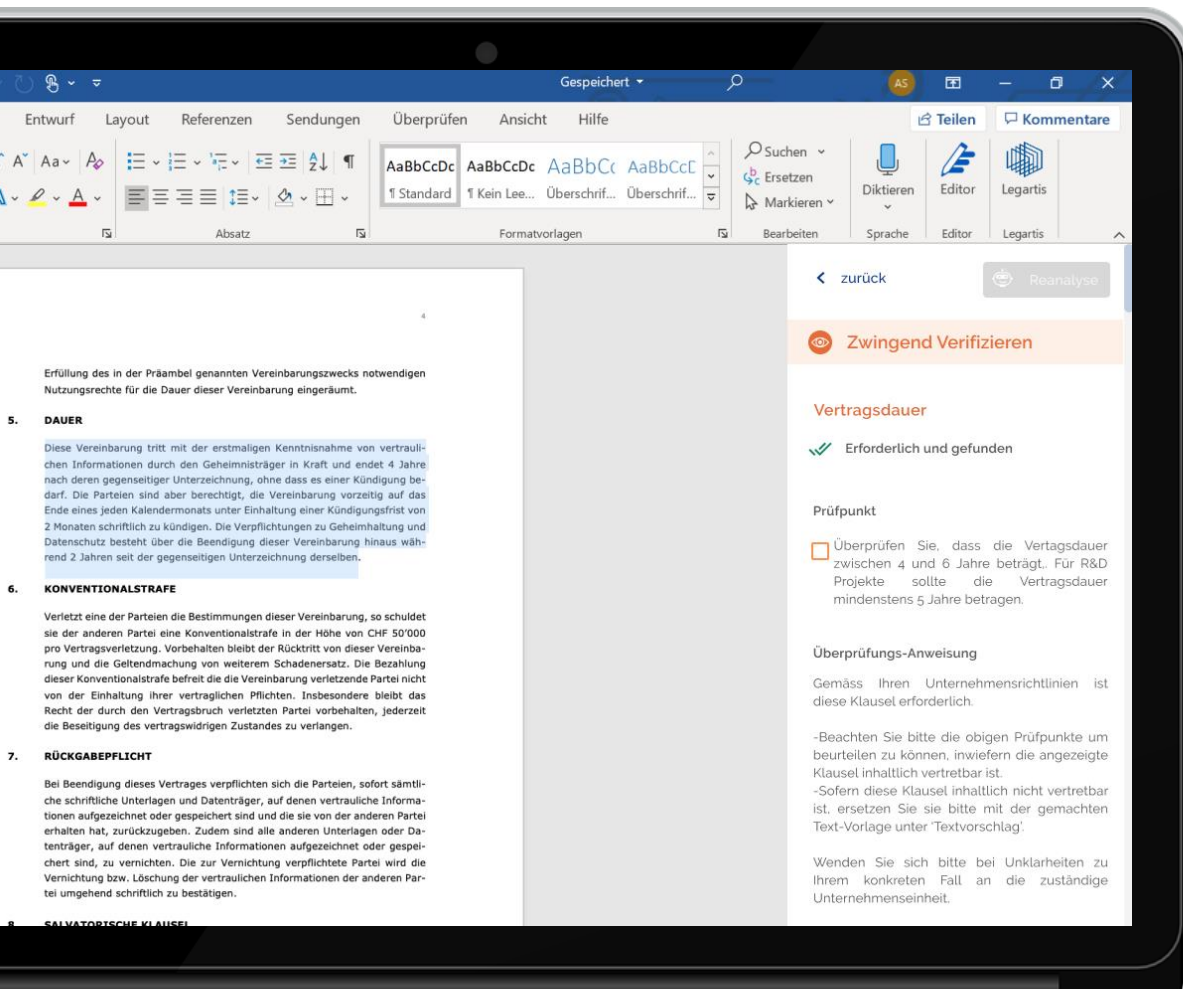 Gespeichert
AS
Entwurf Layout Referenzen Sendungen Überprüfen Ansicht Hilfe
Teilen Kommentare
Aa
AaBbCcDc AaBbCcDc AaBbCc AaBbCcC
¶ Standard ¶ Kein Lee... Überschrif... Überschrif...
Suchen
Ersetzen
Markieren
Diktieren
Editor
Legartis
Absatz Formatvorlagen Bearbeiten Sprache Editor Legartis
4
Erfüllung des in der Präambel genannten Vereinbarungszwecks notwendigen
Nutzungsrechte für die Dauer dieser Vereinbarung eingeräumt.
5. DAUER
Diese Vereinbarung tritt mit der erstmaligen Kenntnisnahme von vertrauli-
chen Informationen durch den Geheimnisträger in Kraft und endet 4 Jahre
nach deren gegenseitiger Unterzeichnung, ohne dass es einer Kündigung be-
darf. Die Parteien sind aber berechtigt, die Vereinbarung vorzeitig auf das
Ende eines jeden Kalendermonats unter Einhaltung einer Kündigungsfrist von
2 Monaten schriftlich zu kündigen. Die Verpflichtungen zu Geheimhaltung und
Datenschutz besteht über die Beendigung dieser Vereinbarung hinaus wäh-
rend 2 Jahren seit der gegenseitigen Unterzeichnung derselben.
6. KONVENTIONALSTRAFE
Verletzt eine der Parteien die Bestimmungen dieser Vereinbarung, so schuldet
sie der anderen Partei eine Konventionalstrafe in der Höhe von CHF 50'000
pro Vertragsverletzung. Vorbehalten bleibt der Rücktritt von dieser Vereinba-
rung und die Geltendmachung von weiterem Schadenersatz. Die Bezahlung
dieser Konventionalstrafe befreit die die Vereinbarung verletzende Partei nicht
von der Einhaltung ihrer vertraglichen Pflichten. Insbesondere bleibt das
Recht der durch den Vertragsbruch verletzten Partei vorbehalten, jederzeit
die Beseitigung des vertragswidrigen Zustandes zu verlangen.
7. RÜCKGABEPFLICHT
Bei Beendigung dieses Vertrages verpflichten sich die Parteien, sofort sämtli-
che schriftliche Unterlagen und Datenträger, auf denen vertrauliche Informa-
tionen aufgezeichnet oder gespeichert sind und die sie von der anderen Partei
erhalten hat, zurückzugeben. Zudem sind alle anderen Unterlagen oder Da-
tenträger, auf denen vertrauliche Informationen aufgezeichnet oder gespei-
chert sind, zu vernichten. Die zur Vernichtung verpflichtete Partei wird die
Vernichtung bzw. Löschung der vertraulichen Informationen der anderen Par-
tei umgehend schriftlich zu bestätigen.
8. SALVATORISCHE KLAUSEL
zurück
Reanalyse
Zwingend Verifizieren
Vertragsdauer
Erforderlich und gefunden
Prüfpunkt
Überprüfen Sie, dass die Vertagsdauer
zwischen 4 und 6 Jahre beträgt,. Für R&D
Projekte sollte die Vertragsdauer
mindenstens 5 Jahre betragen.
Überprüfungs-Anweisung
Gemäss Ihren Unternehmensrichtlinien ist
diese Klausel erforderlich.
-Beachten Sie bitte die obigen Prüfpunkte um
beurteilen zu können, inwiefern die angezeigte
Klausel inhaltlich vertretbar ist.
-Sofern diese Klausel inhaltlich nicht vertretbar
ist, ersetzen Sie sie bitte mit der gemachten
Text-Vorlage unter 'Textvorschlag'.
Wenden Sie sich bitte bei Unklarheiten zu
Ihrem konkreten Fall an die zuständige
Unternehmenseinheit.